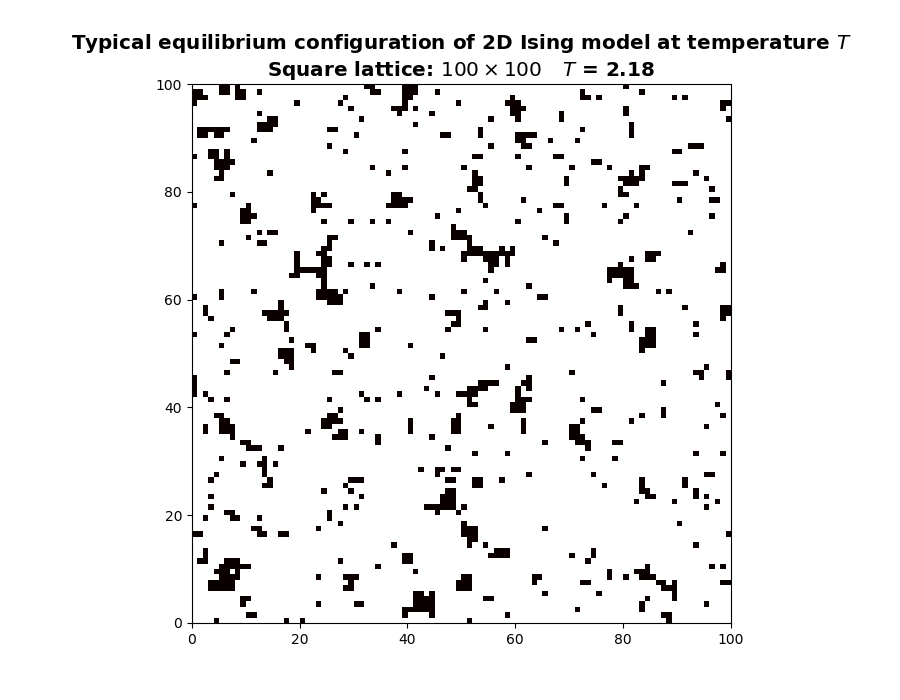 Typical equilibrium configuration of 2D Ising model at temperature T
Square lattice: 100 × 100 T = 2.18
100
80
60
40
20
0
0 20 40 60 80 100